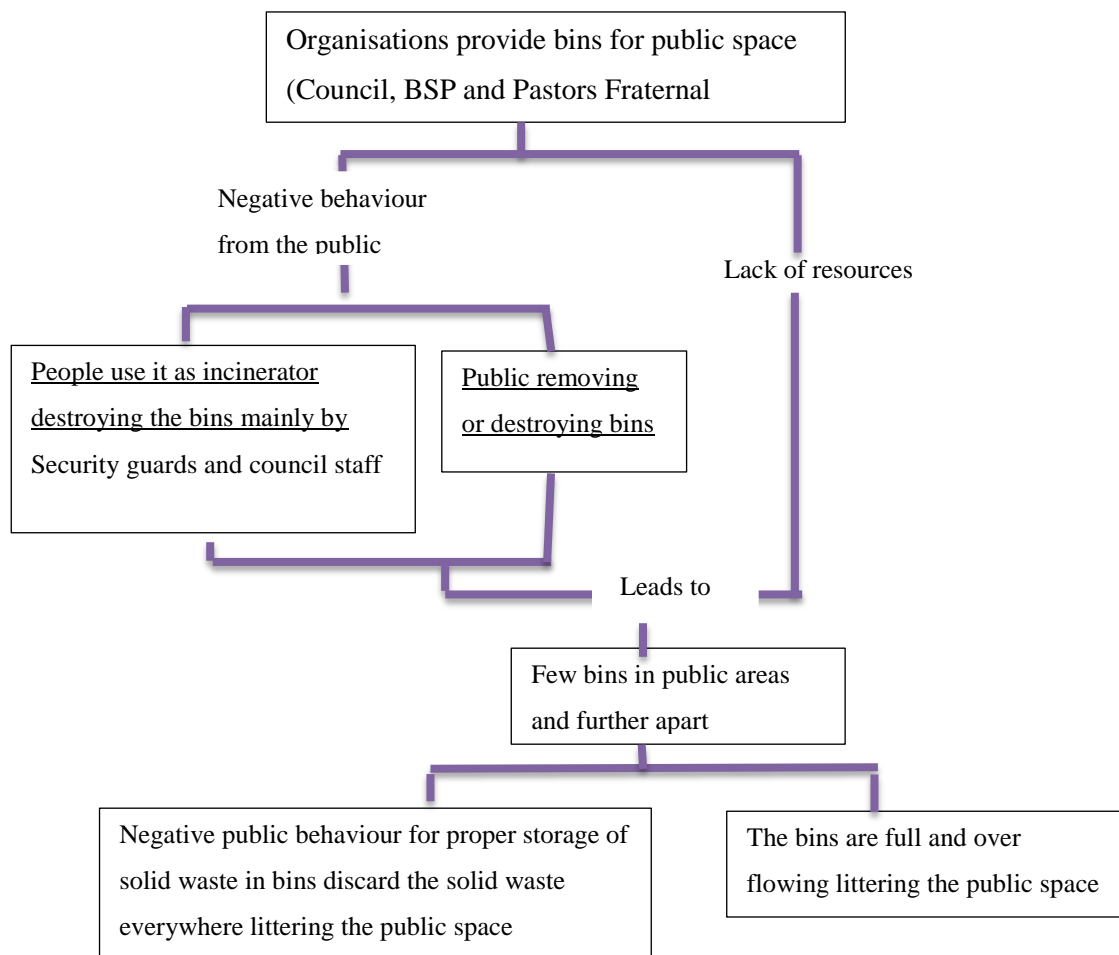 Organisations provide bins for public space
(Council, BSP and Pastors Fraternal
Negative behaviour
from the public
Lack of resources
People use it as incinerator
destroying the bins mainly by
Security guards and council staff
Public removing
or destroying bins
Leads to
Few bins in public areas
and further apart
Negative public behaviour for proper storage of
solid waste in bins discard the solid waste
everywhere littering the public space
The bins are full and over
flowing littering the public space